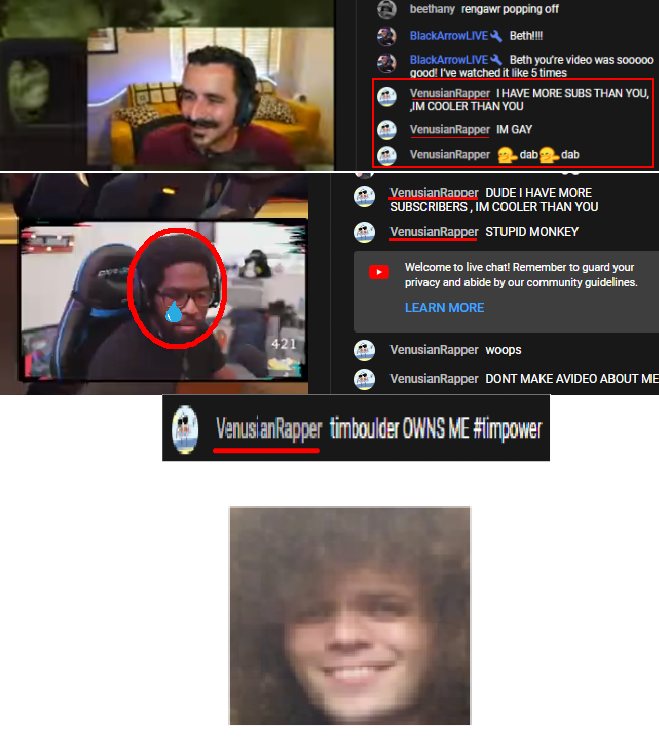 beethany rengawr popping off
BlackArrowLIVE Beth!!!!
BlackArrowLIVE Beth you're video was sooooo
good! I've watched it like 5 times
VenusianRapper I HAVE MORE SUBS THAN YOU,
,IM COOLER THAN YOU
VenusianRapper IM GAY
VenusianRapper dab dab
VenusianRapper DUDE I HAVE MORE
SUBSCRIBERS , IM COOLER THAN YOU
VenusianRapper STUPID MONKEY
Welcome to live chat! Remember to guard your
privacy and abide by our community guidelines.
LEARN MORE
421
VenusianRapper woops
VenusianRapper DONT MAKE AVIDEO ABOUT ME
VenusianRapper timboulder OWNS ME #timpower